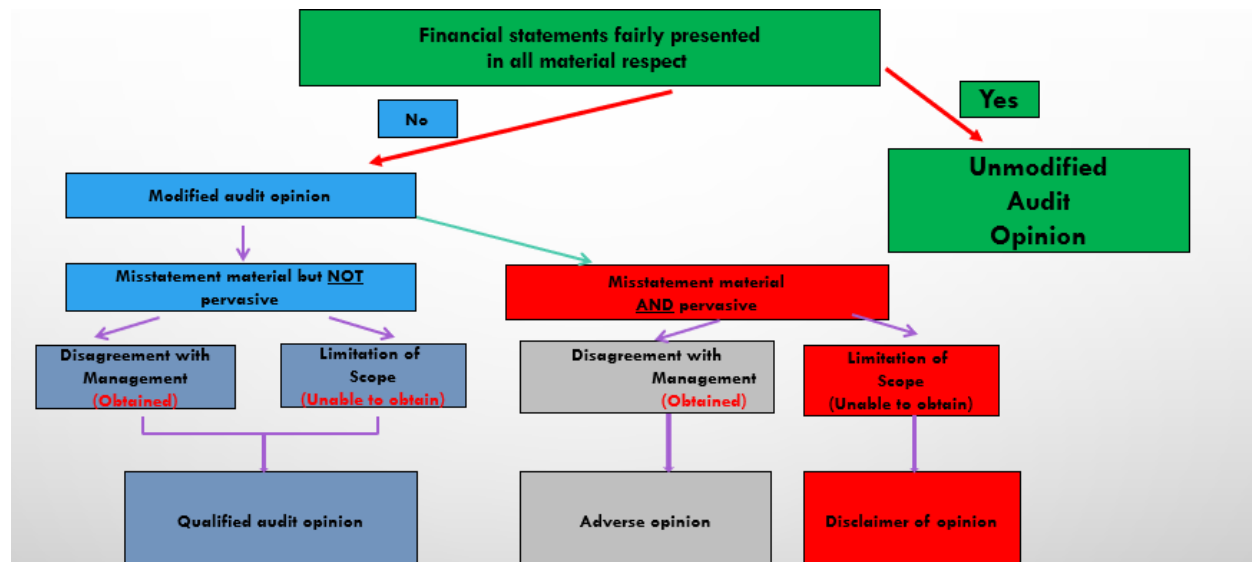 Financial statements fairly presented
in all material respect
No
Yes
Unmodified
Audit
Opinion
Modified audit opinion
Misstatement material but NOT
pervasive
Misstatement material
AND pervasive
Disagreement with
Management
(Obtained)
Limitation of
Scope
(Unable to obtain)
Disagreement with
Management
(Obtained)
Limitation of
Scope
(Unable to obtain)
Qualified audit opinion
Adverse opinion
Disclaimer of opinion